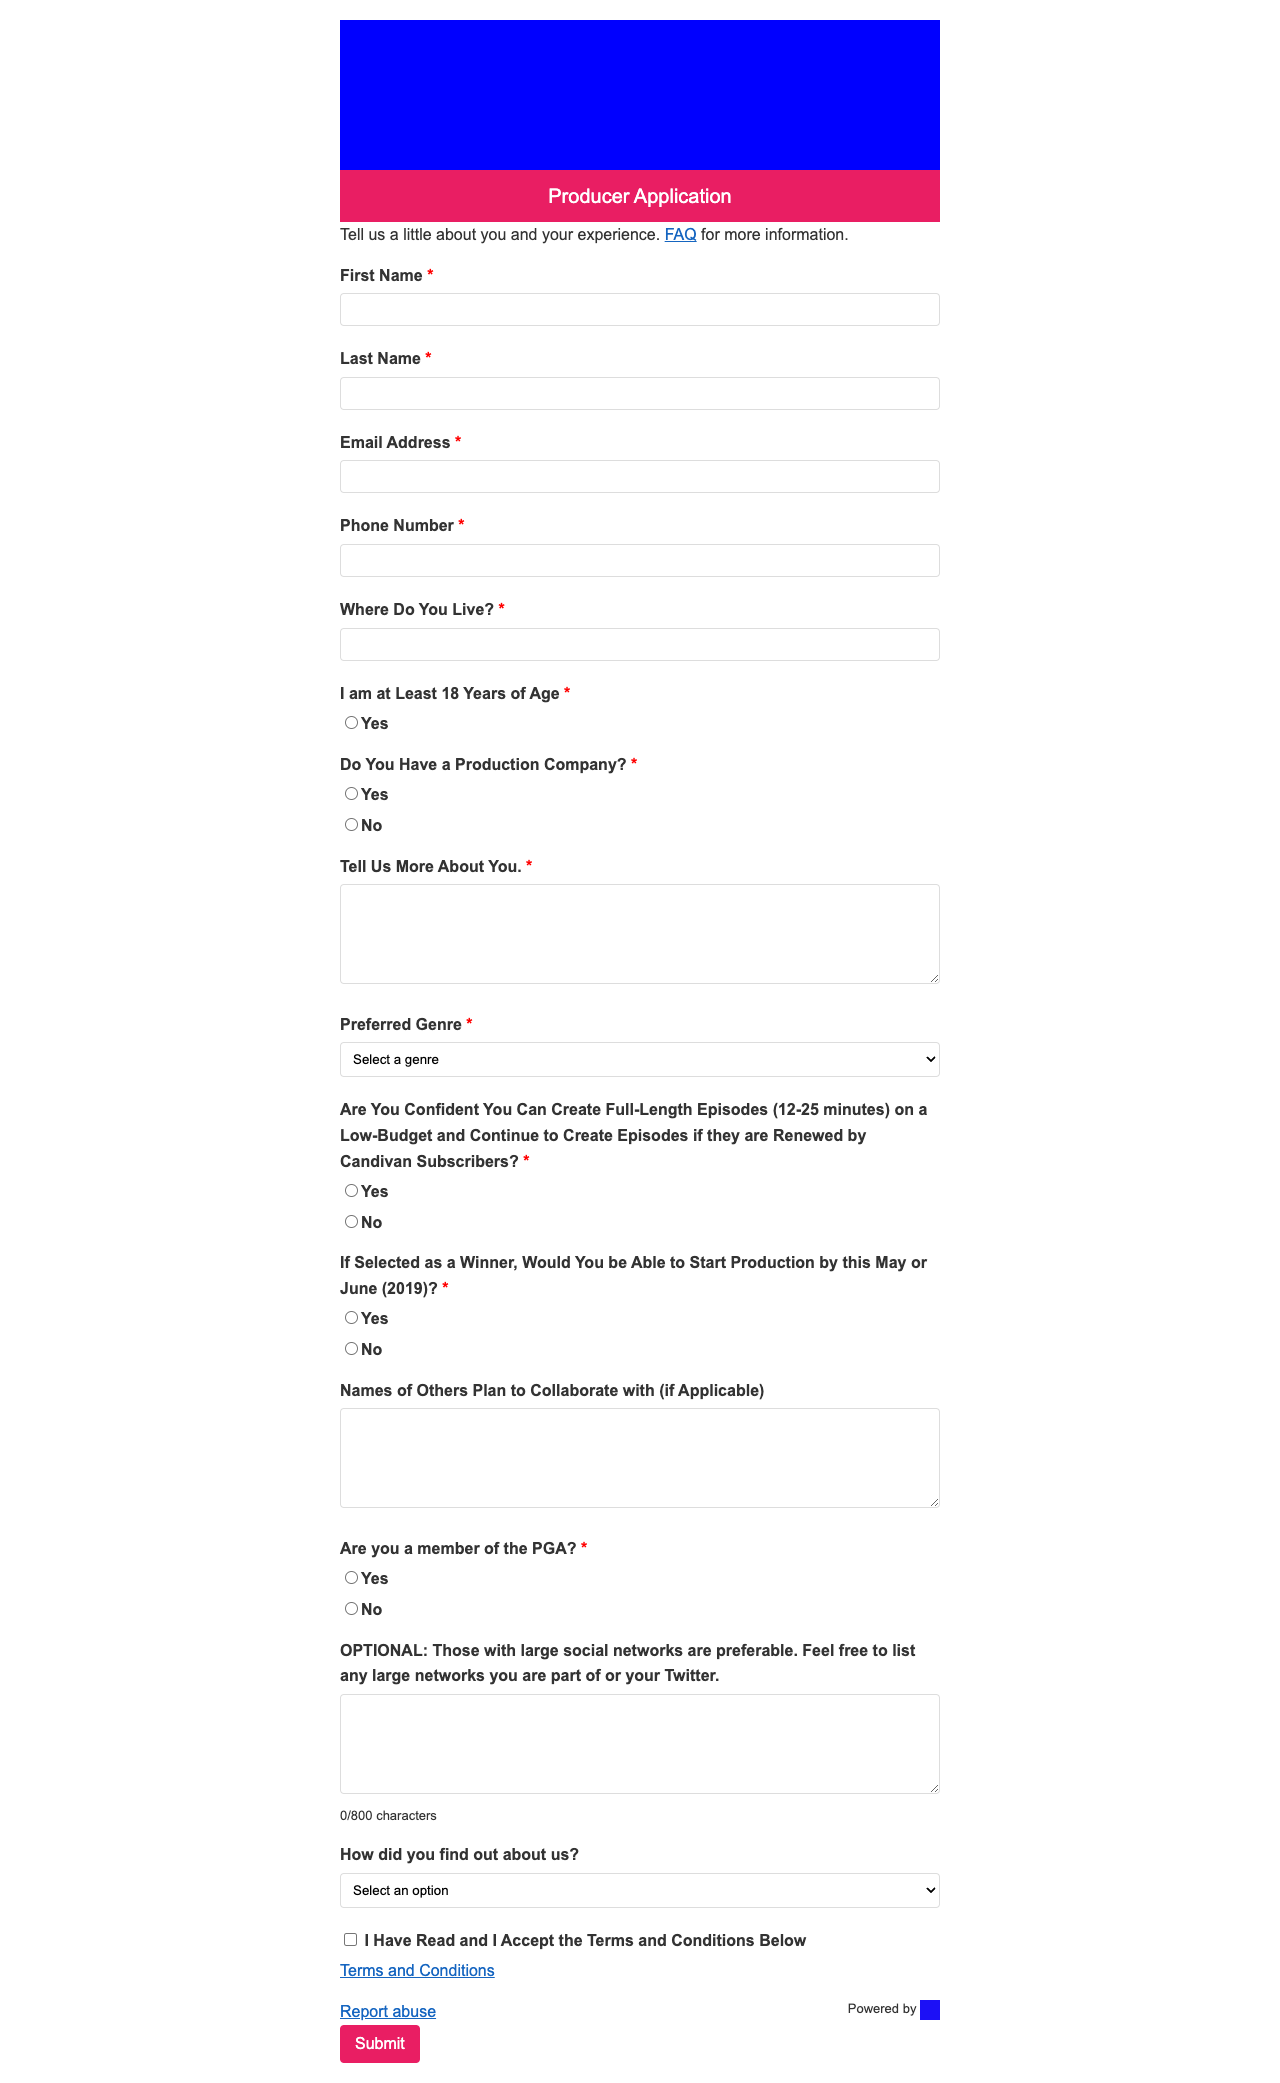 Producer Application
Tell us a little about you and your experience. FAQ for more information.
First Name *
Last Name *
Email Address *
Phone Number *
Where Do You Live? *
I am at Least 18 Years of Age *
Yes
Do You Have a Production Company? *
Yes
No
Tell Us More About You. *
Preferred Genre *
Select a genre
Are You Confident You Can Create Full-Length Episodes (12-25 minutes) on a
Low-Budget and Continue to Create Episodes if they are Renewed by
Candivan Subscribers? *
Yes
No
If Selected as a Winner, Would You be Able to Start Production by this May or
June (2019)? *
Yes
No
Names of Others Plan to Collaborate with (if Applicable)
Are you a member of the PGA? *
Yes
No
OPTIONAL: Those with large social networks are preferable. Feel free to list
any large networks you are part of or your Twitter.
0/800 characters
How did you find out about us?
Select an option
I Have Read and I Accept the Terms and Conditions Below
Terms and Conditions
Report abuse
Powered by
Submit